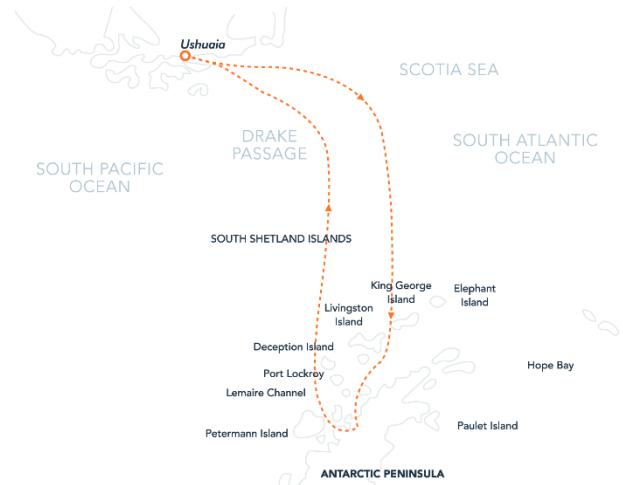 Ushuaia
SCOTIA SEA
DRAKE
PASSAGE
SOUTH ATLANTIC
OCEAN
SOUTH PACIFIC
OCEAN
SOUTH SHETLAND ISLANDS
King George
Island
Elephant
Island
Livingston
Island
Deception Island
Hope Bay
Port Lockroy
Lemaire Channel
Petermann Island
Paulet Island
ANTARCTIC PENINSULA